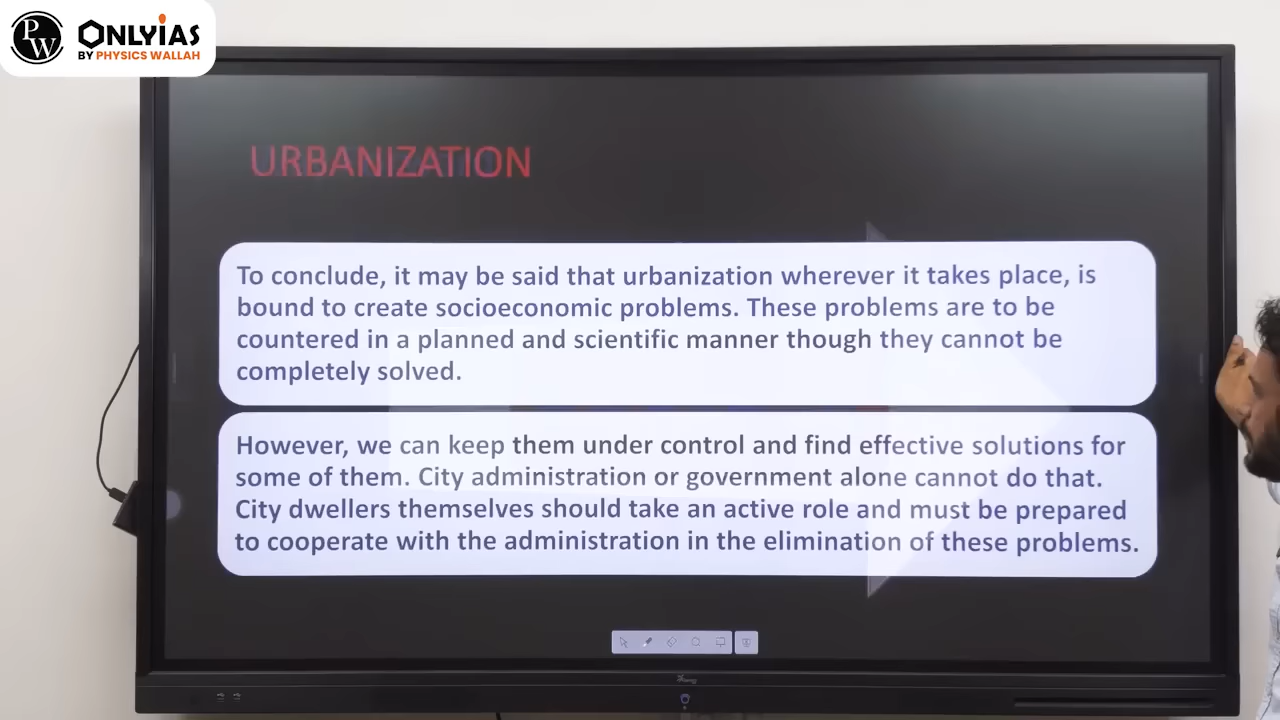 PW
ONLYIAS
BY PHYSICS WALLAH
URBANIZATION
To conclude, it may be said that urbanization wherever it takes place, is
bound to create socioeconomic problems. These problems are to be
countered in a planned and scientific manner though they cannot be
completely solved.
However, we can keep them under control and find effective solutions for
some of them. City administration or government alone cannot do that.
City dwellers themselves should take an active role and must be prepared
to cooperate with the administration in the elimination of these problems.